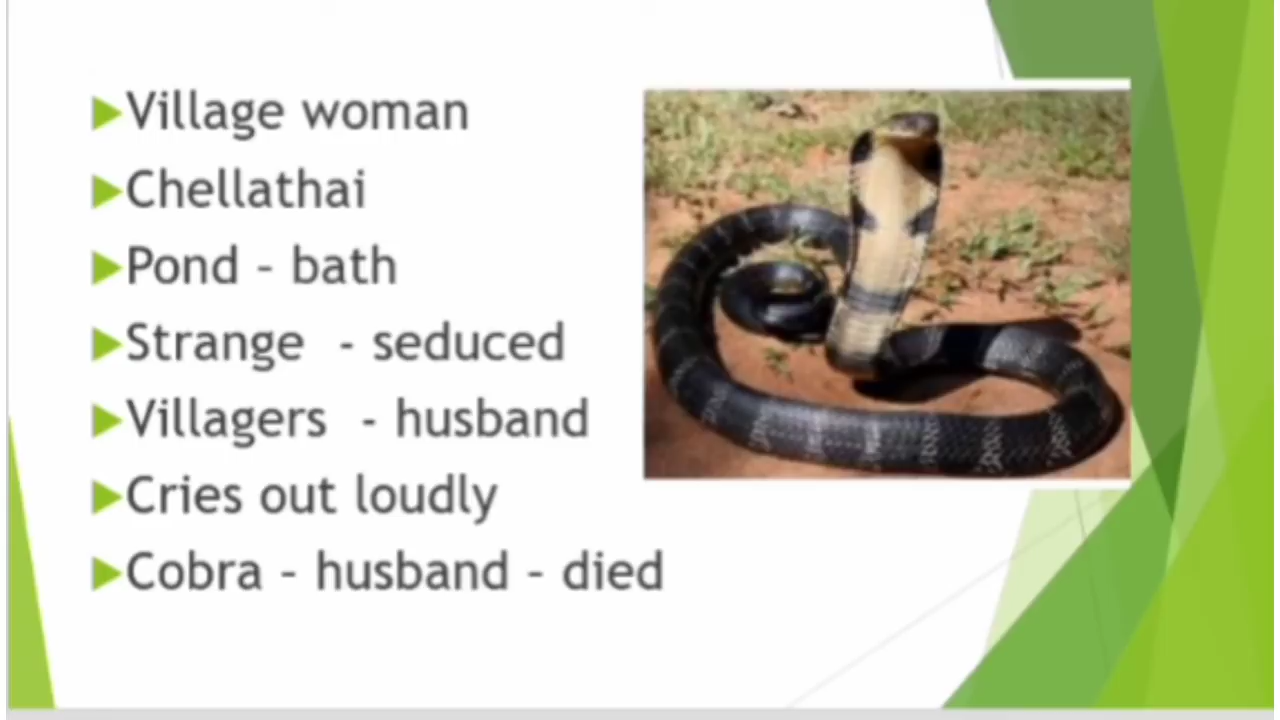 Village woman
Chellathai
Pond – bath
Strange - seduced
Villagers - husband
Cries out loudly
Cobra – husband – died